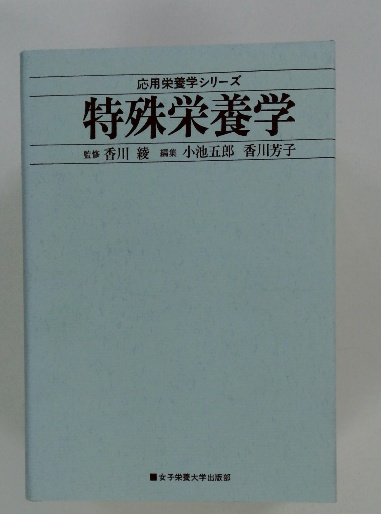 応用栄養学シリーズ
特殊栄養学
監修 香川 綾 編集 小池五郎 香川芳子
■女子栄養大学出版部